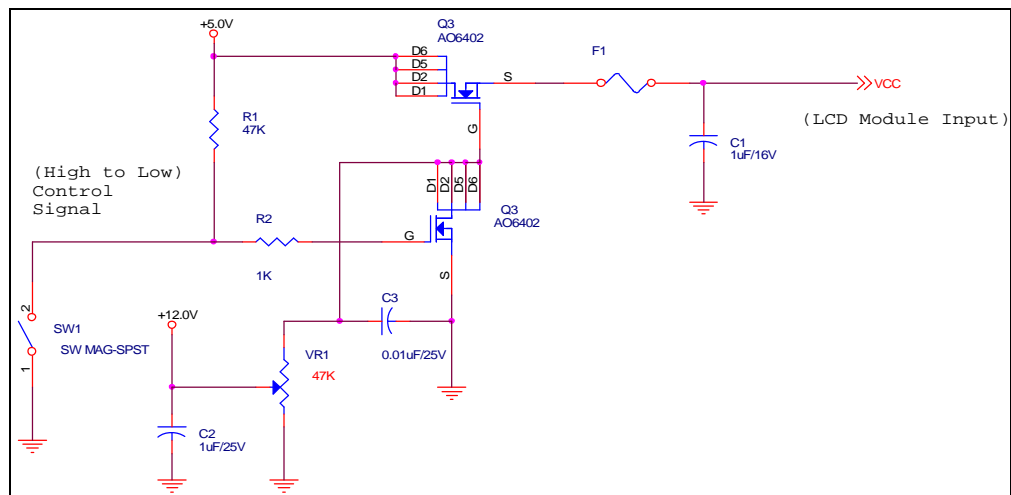 +5.0V
Q3
AO6402
D6
D5
D2
D1
S
G
F1
VCC
(LCD Module Input)
C1
1uF/16V
R1
47K
(High to Low)
Control
Signal
D1
D2
D5
D6
Q3
AO6402
R2
1K
G
S
2
1
SW1
SW MAG-SPST
+12.0V
C3
0.01uF/25V
VR1
47K
C2
1uF/25V